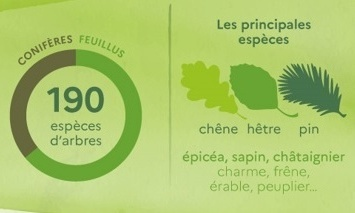 CONIFÈRES FEUILLUS
190
espèces
d'arbres
Les principales
espèces
chêne hêtre pin
épicéa, sapin, châtaignier
charme, frêne,
érable, peuplier...